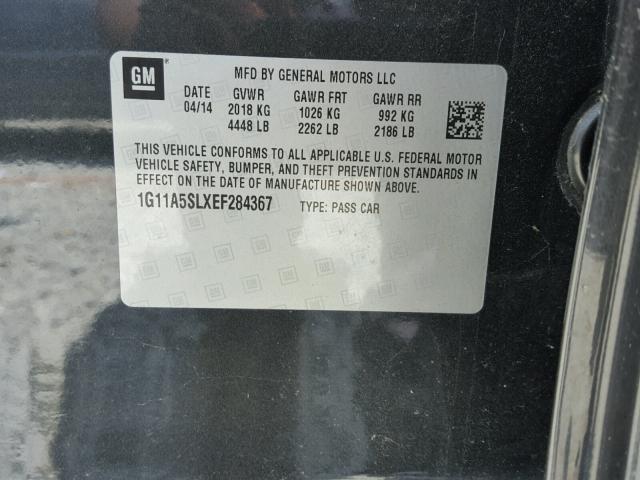 GM
MFD BY GENERAL MOTORS LLC
DATE GVWR GAWR FRT GAWR RR
04/14 2018 KG 1026 KG 992 KG
4448 LB 2262 LB 2186 LB
THIS VEHICLE CONFORMS TO ALL APPLICABLE U.S. FEDERAL MOTOR
VEHICLE SAFETY, BUMPER, AND THEFT PREVENTION STANDARDS IN
EFFECT ON THE DATE OF MANUFACTURE SHOWN ABOVE.
1G11A5SLXEF284367 TYPE: PASS CAR